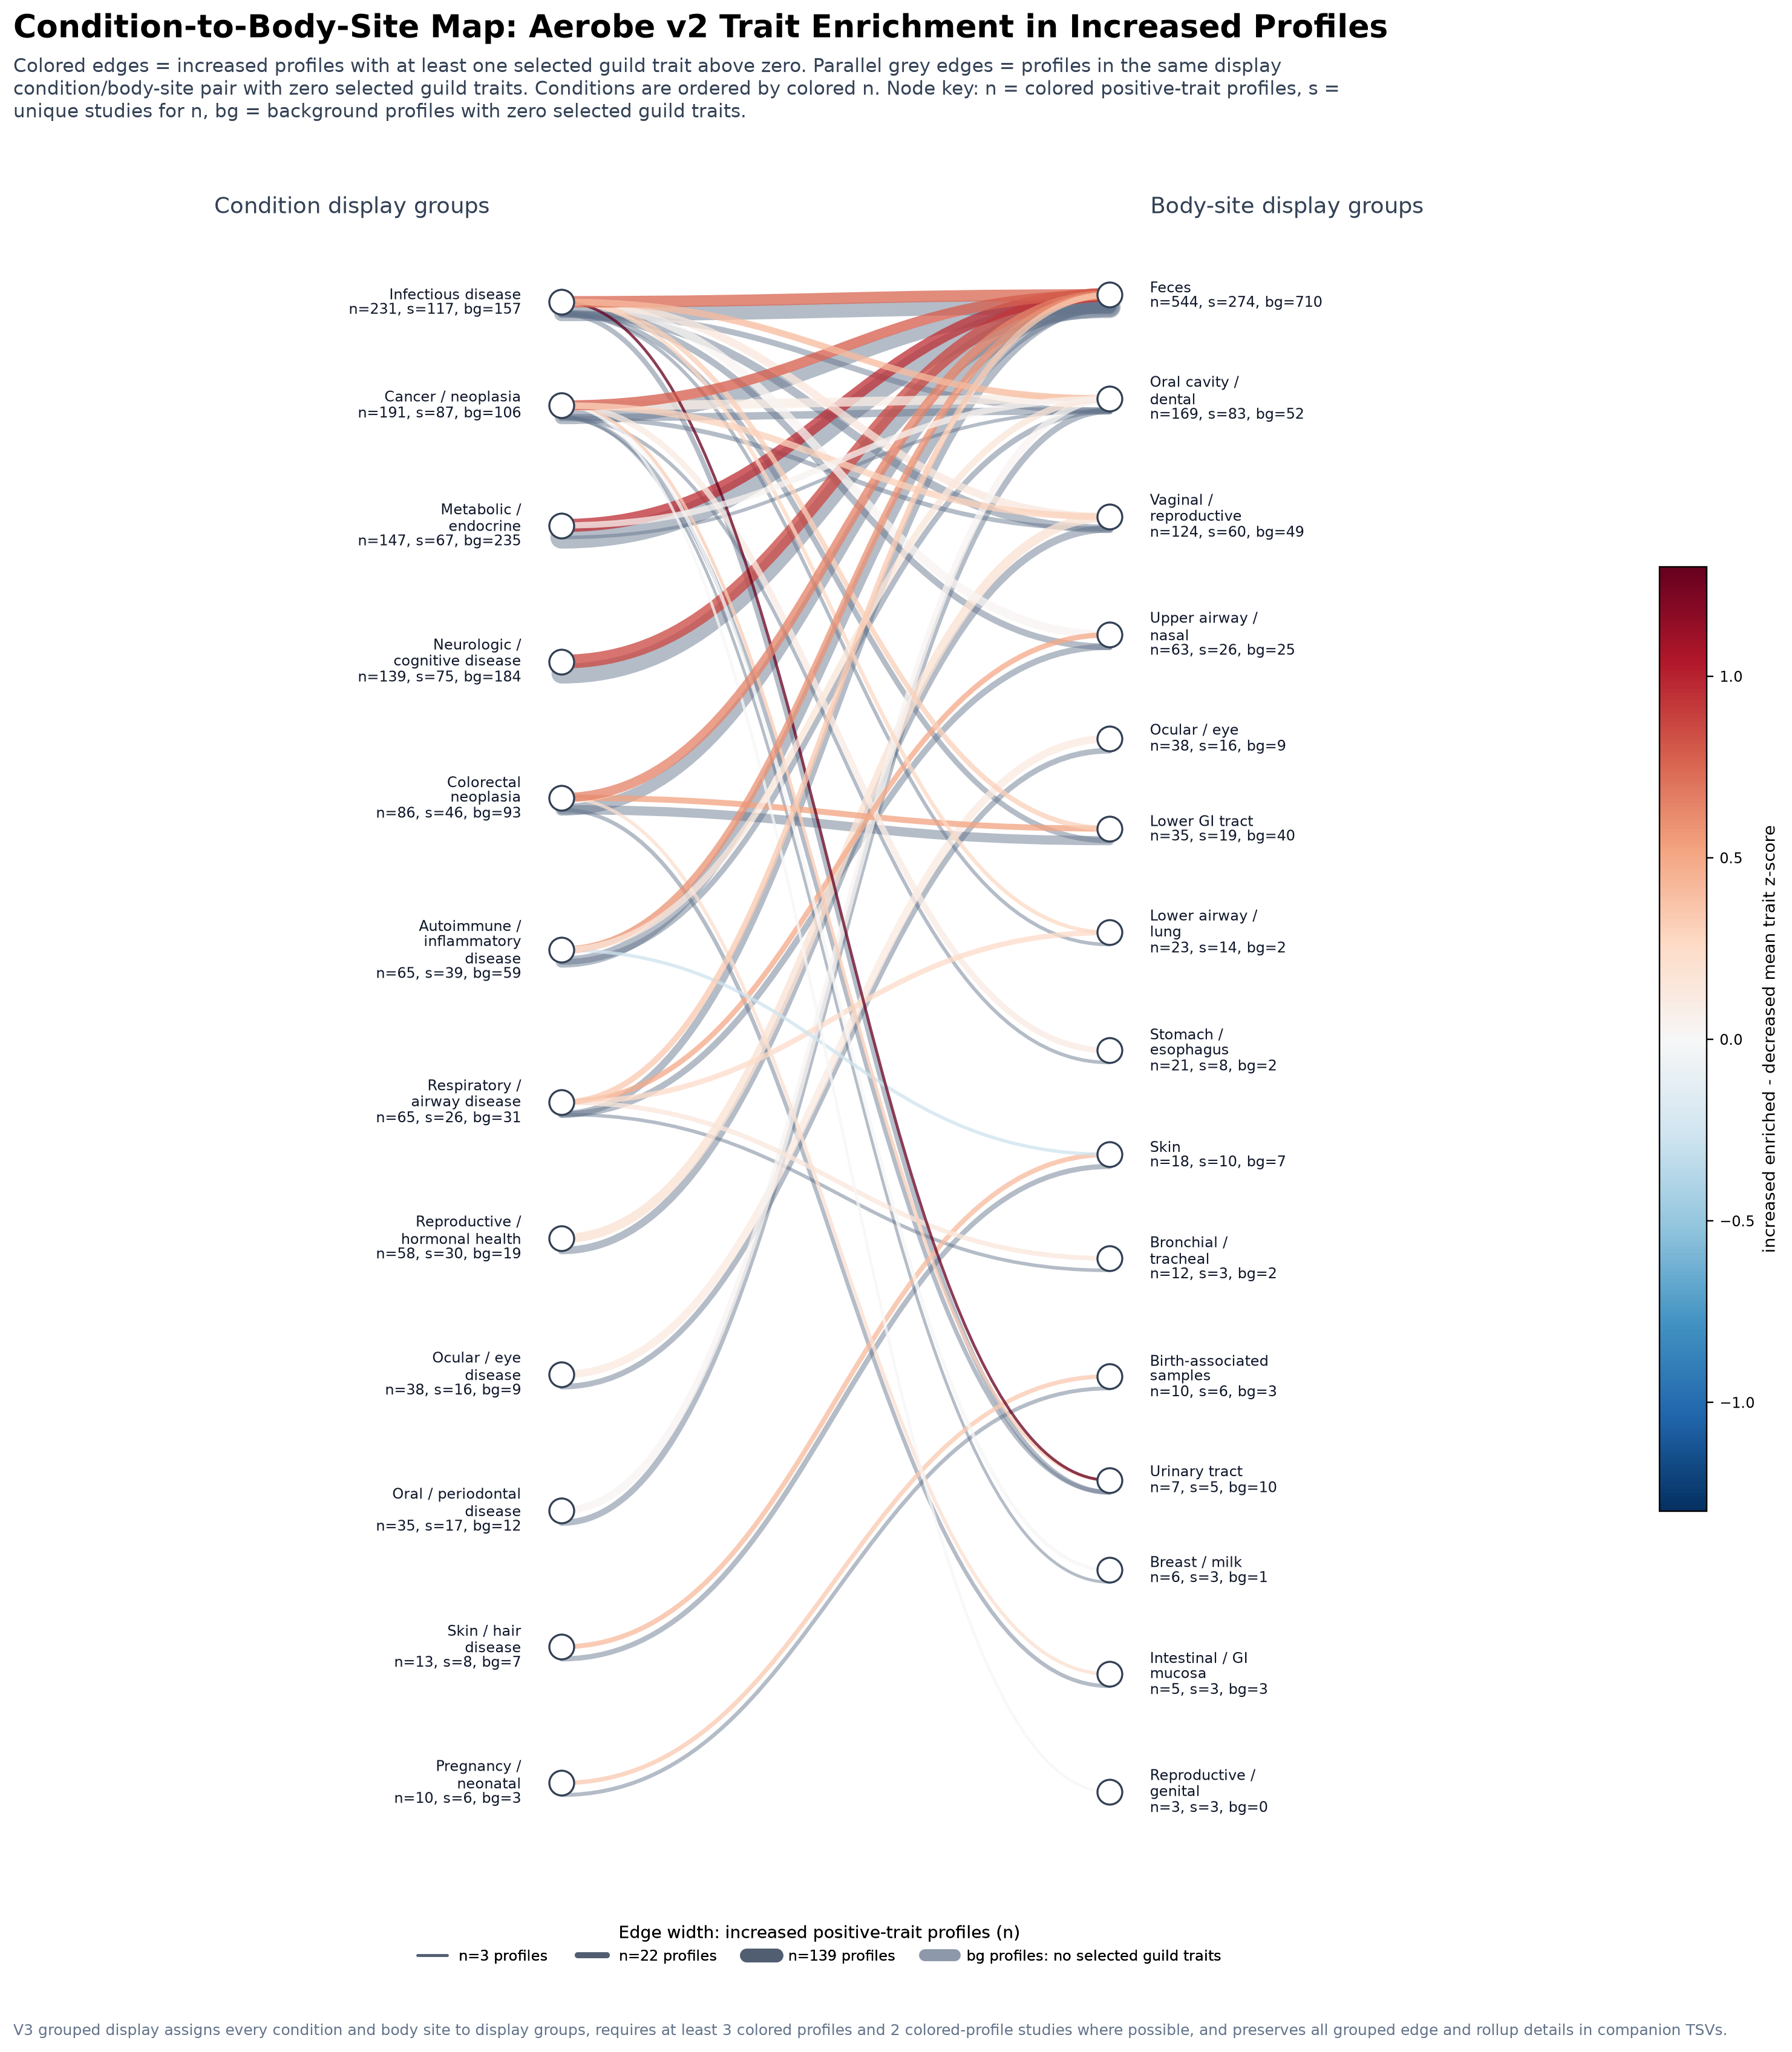 Condition-to-Body-Site Map: Aerobe v2 Trait Enrichment in Increased Profiles
Colored edges = increased profiles with at least one selected guild trait above zero. Parallel grey edges = profiles in the same display
condition/body-site pair with zero selected guild traits. Conditions are ordered by colored n. Node key: n = colored positive-trait profiles, s =
unique studies for n, bg = background profiles with zero selected guild traits.
Condition display groups
Infectious disease
n=231, s=117, bg=157
Cancer / neoplasia
n=191, s=87, bg=106
Metabolic /
endocrine
n=147, s=67, bg=235
Neurologic /
cognitive disease
n=139, s=75, bg=184
Colorectal
neoplasia
n=86, s=46, bg=93
Autoimmune /
inflammatory
disease
n=65, s=39, bg=59
Respiratory /
airway disease
n=65, s=26, bg=31
Reproductive /
hormonal health
n=58, s=30, bg=19
Ocular / eye
disease
n=38, s=16, bg=9
Oral / periodontal
disease
n=35, s=17, bg=12
Skin / hair
disease
n=13, s=8, bg=7
Pregnancy /
neonatal
n=10, s=6, bg=3
Body-site display groups
Feces
n=544, s=274, bg=710
Oral cavity /
dental
n=169, s=83, bg=52
Vaginal /
reproductive
n=124, s=60, bg=49
Upper airway /
nasal
n=63, s=26, bg=25
Ocular / eye
n=38, s=16, bg=9
Lower GI tract
n=35, s=19, bg=40
Lower airway /
lung
n=23, s=14, bg=2
Stomach /
esophagus
n=21, s=8, bg=2
Skin
n=18, s=10, bg=7
Bronchial /
tracheal
n=12, s=3, bg=2
Birth-associated
samples
n=10, s=6, bg=3
Urinary tract
n=7, s=5, bg=10
Breast / milk
n=6, s=3, bg=1
Intestinal / GI
mucosa
n=5, s=3, bg=3
Reproductive /
genital
n=3, s=3, bg=0
1.0
0.5
0.0
−0.5
−1.0
increased enriched - decreased mean trait z-score
Edge width: increased positive-trait profiles (n)
n=3 profiles
n=22 profiles
n=139 profiles
bg profiles: no selected guild traits
V3 grouped display assigns every condition and body site to display groups, requires at least 3 colored profiles and 2 colored-profile studies where possible, and preserves all grouped edge and rollup details in companion TSVs.